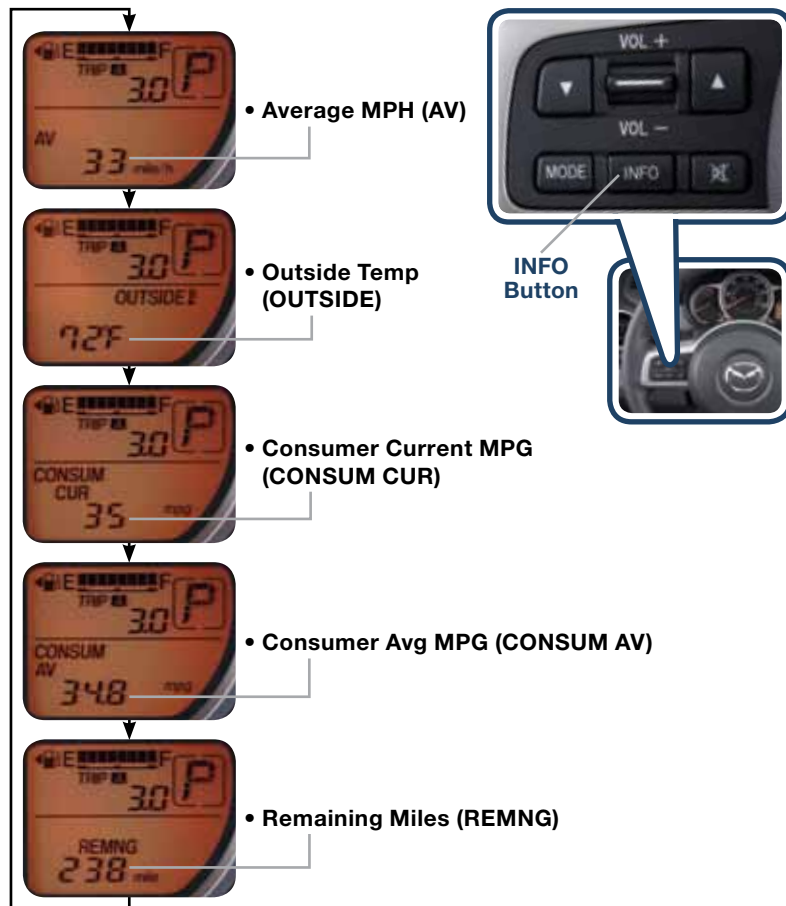 E F
TRIP A
3.0 P
AV
33 mile/h
• Average MPH (AV)
E F
TRIP A
3.0 P
OUTSIDE
72°F
• Outside Temp
(OUTSIDE)
E F
TRIP A
3.0 P
CONSUM
CUR
35 mpg
• Consumer Current MPG
(CONSUM CUR)
E F
TRIP A
3.0 P
CONSUM
AV
34.8 mpg
• Consumer Avg MPG (CONSUM AV)
E F
TRIP A
3.0 P
REMNG
238 mile
• Remaining Miles (REMNG)
VOL +
VOL −
MODE INFO
INFO
Button